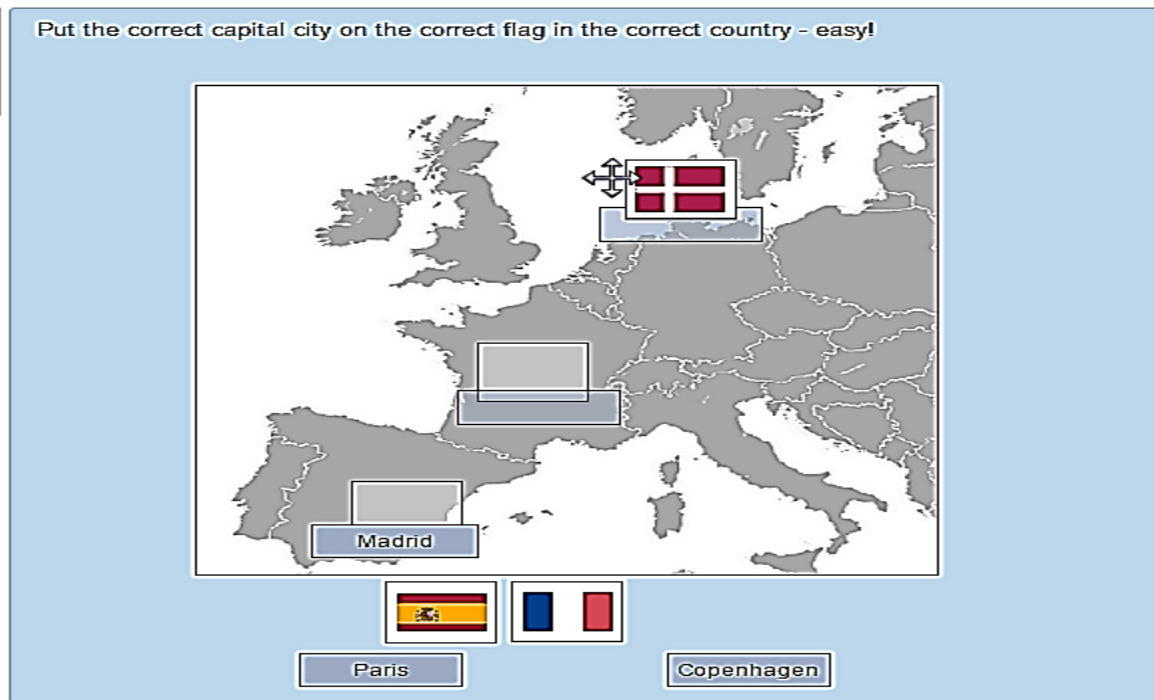 Put the correct capital city on the correct flag in the correct country - easy!
Madrid
Paris
Copenhagen